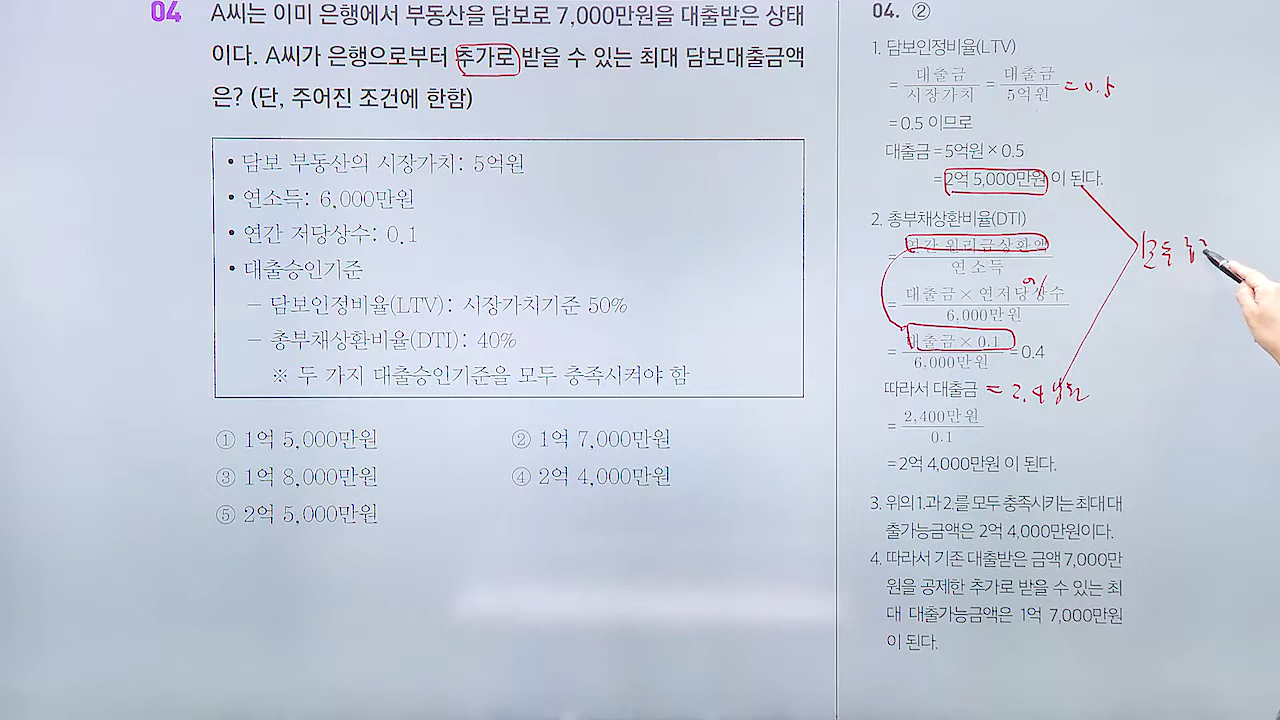 04 A씨는 이미 은행에서 부동산을 담보로 7,000만원을 대출받은 상태
이다. A씨가 은행으로부터 추가로 받을 수 있는 최대 담보대출금액
은? (단, 주어진 조건에 한함)
• 담보 부동산의 시장가치: 5억원
• 연소득: 6,000만원
• 연간 저당상수: 0.1
• 대출승인기준
– 담보인정비율(LTV): 시장가치기준 50%
– 총부채상환비율(DTI): 40%
※ 두 가지 대출승인기준을 모두 충족시켜야 함
① 1억 5,000만원 ② 1억 7,000만원
③ 1억 8,000만원 ④ 2억 4,000만원
⑤ 2억 5,000만원
04. ②
1. 담보인정비율(LTV)
= 대출금 / 시장가치 = 대출금 / 5억원 = 0.5
= 0.5 이므로
대출금 = 5억원 × 0.5
= 2억 5,000만원이 된다.
2. 총부채상환비율(DTI)
= 연간 원리금상환액 / 연소득
= 대출금 × 연저당상수 / 6,000만원
= 대출금 × 0.1 / 6,000만원 = 0.4
따라서 대출금 = 2.4억원
= 2,400만원 / 0.1
= 2억 4,000만원 이 된다.
3. 위의 1.과 2.를 모두 충족시키는 최대 대
출가능금액은 2억 4,000만원이다.
4. 따라서 기존 대출받은 금액 7,000만
원을 공제한 추가로 받을 수 있는 최
대 대출가능금액은 1억 7,000만원
이 된다.
모두